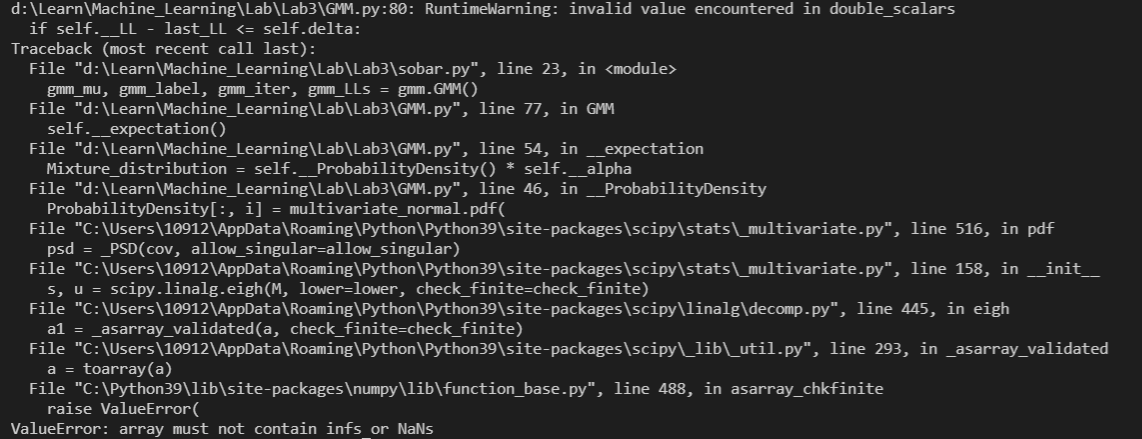 d:\Learn\Machine_Learning\Lab\Lab3\GMM.py:80: RuntimeWarning: invalid value encountered in double_scalars
  if self.__LL - last_LL <= self.delta:
Traceback (most recent call last):
  File "d:\Learn\Machine_Learning\Lab\Lab3\sobar.py", line 23, in <module>
    gmm_mu, gmm_label, gmm_iter, gmm_LLs = gmm.GMM()
  File "d:\Learn\Machine_Learning\Lab\Lab3\GMM.py", line 77, in GMM
    self.__expectation()
  File "d:\Learn\Machine_Learning\Lab\Lab3\GMM.py", line 54, in __expectation
    Mixture_distribution = self.__ProbabilityDensity() * self.__alpha
  File "d:\Learn\Machine_Learning\Lab\Lab3\GMM.py", line 46, in __ProbabilityDensity
    ProbabilityDensity[:, i] = multivariate_normal.pdf(
  File "C:\Users\10912\AppData\Roaming\Python\Python39\site-packages\scipy\stats\_multivariate.py", line 516, in pdf
    psd = _PSD(cov, allow_singular=allow_singular)
  File "C:\Users\10912\AppData\Roaming\Python\Python39\site-packages\scipy\stats\_multivariate.py", line 158, in __init__
    s, u = scipy.linalg.eigh(M, lower=lower, check_finite=check_finite)
  File "C:\Users\10912\AppData\Roaming\Python\Python39\site-packages\scipy\linalg\decomp.py", line 445, in eigh
    a1 = _asarray_validated(a, check_finite=check_finite)
  File "C:\Users\10912\AppData\Roaming\Python\Python39\site-packages\scipy\_lib\_util.py", line 293, in _asarray_validated
    a = toarray(a)
  File "C:\Python39\lib\site-packages\numpy\lib\function_base.py", line 488, in asarray_chkfinite
    raise ValueError(
ValueError: array must not contain infs or NaNs